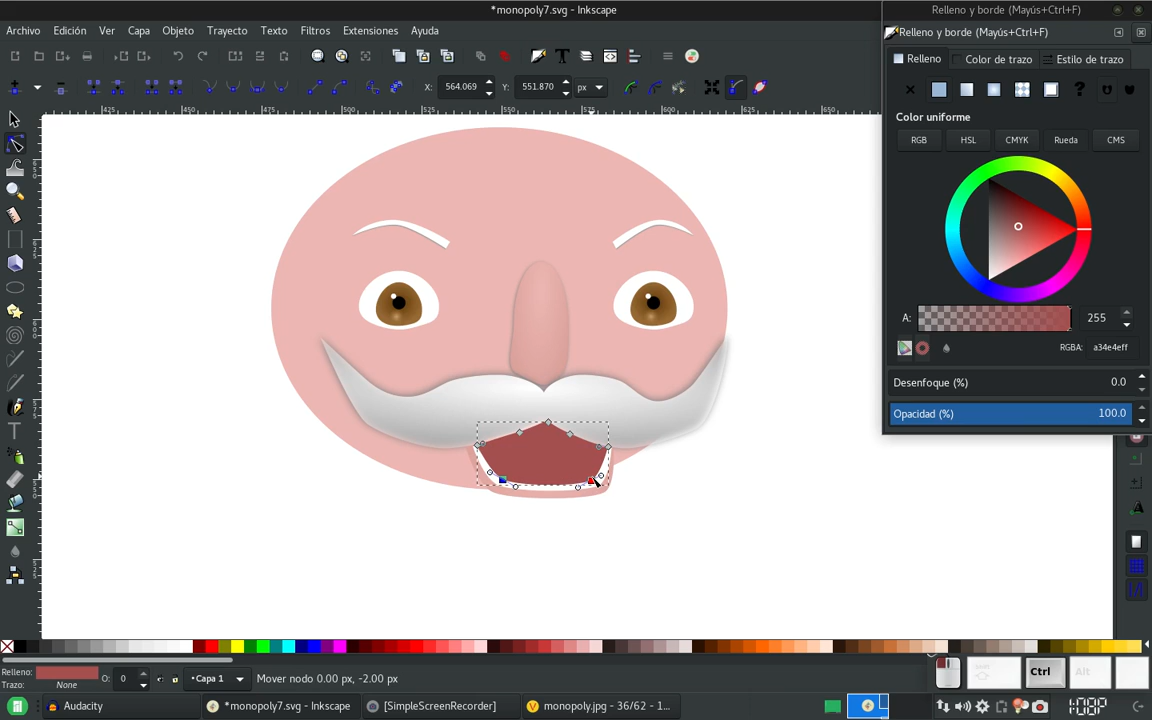 *monopoly7.svg - Inkscape
Relleno y borde (Mayús+Ctrl+F)
Archivo Edición Ver Capa Objeto Trayecto Texto Filtros Extensiones Ayuda
Relleno y borde (Mayús+Ctrl+F)
Relleno Color de trazo Estilo de trazo
X: 564.069 Y: 551.870 px
Color uniforme
RGB HSL CMYK Rueda CMS
A: 255
RGBA: a34e4eff
Desenfoque (%) 0.0
Opacidad (%) 100.0
Relleno:
Trazo: None
O: 0
•Capa 1
Mover nodo 0.00 px, -2.00 px
Ctrl Alt
Audacity
*monopoly7.svg - Inkscape
[SimpleScreenRecorder]
monopoly.jpg - 36/62 - 1...
1:08P